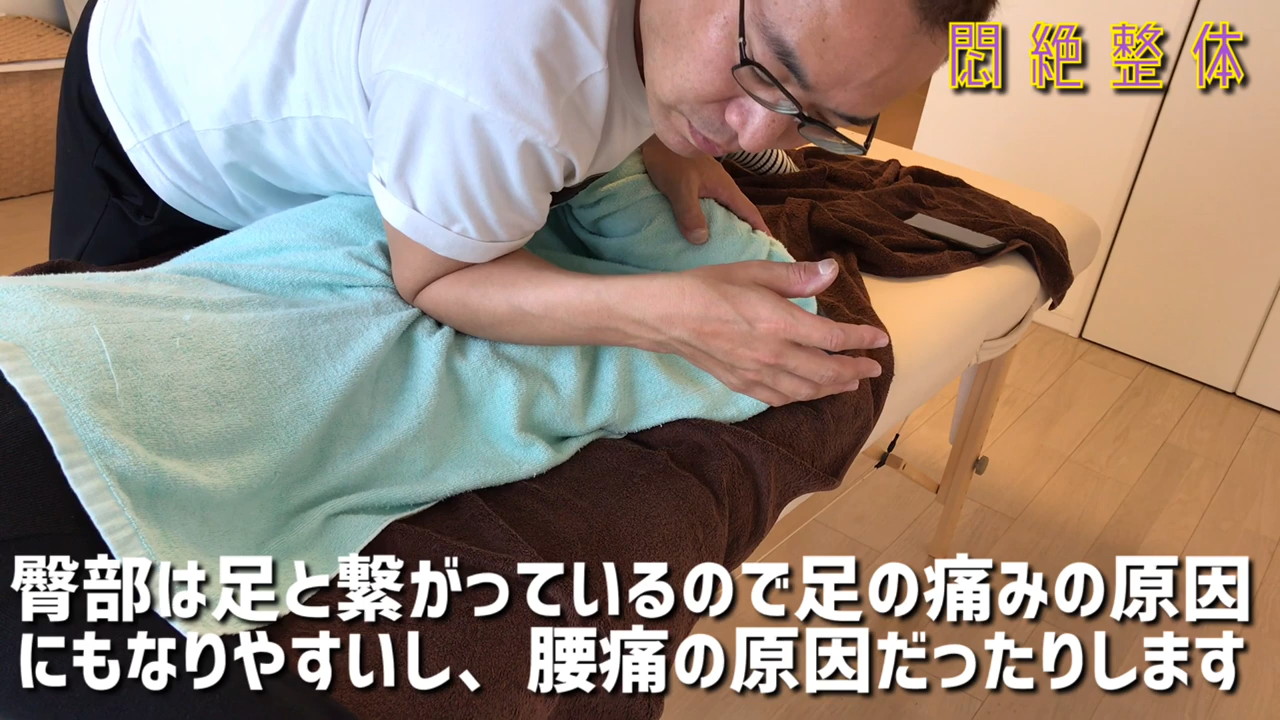 悶絶整体
臀部は足と繋がっているので足の痛みの原因
にもなりやすいし、腰痛の原因だったりします